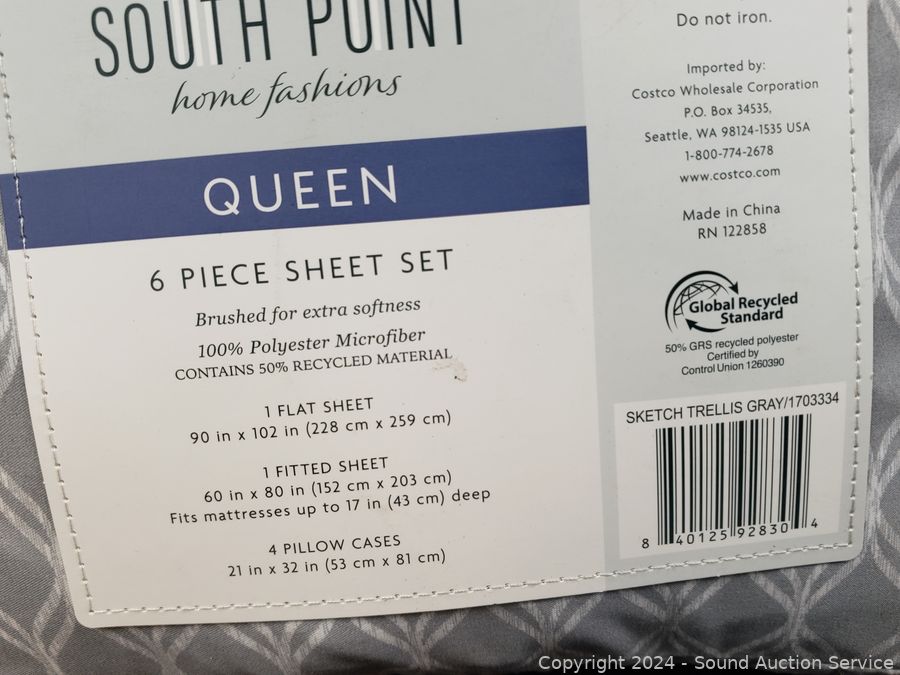 SOUTH POINT
home fashions
QUEEN
6 PIECE SHEET SET
Brushed for extra softness
100% Polyester Microfiber
CONTAINS 50% RECYCLED MATERIAL
1 FLAT SHEET
90 in x 102 in (228 cm x 259 cm)
1 FITTED SHEET
60 in x 80 in (152 cm x 203 cm)
Fits mattresses up to 17 in (43 cm) deep
4 PILLOW CASES
21 in x 32 in (53 cm x 81 cm)
Do not iron.
Imported by:
Costco Wholesale Corporation
P.O. Box 34535,
Seattle, WA 98124-1535 USA
1-800-774-2678
www.costco.com
Made in China
RN 122858
Global Recycled
Standard
50% GRS recycled polyester
Certified by
Control Union 1260390
SKETCH TRELLIS GRAY/1703334
8 40125 92830 4
Copyright 2024 - Sound Auction Service